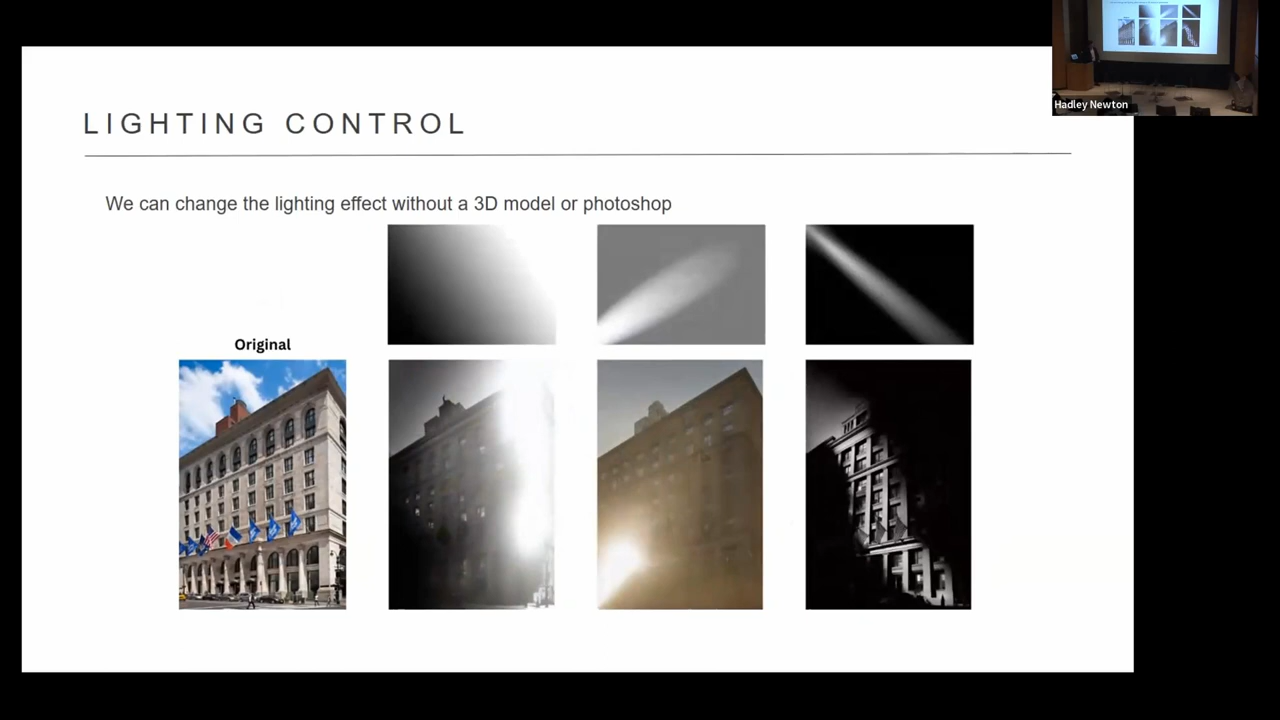 Hadley Newton
LIGHTING CONTROL
We can change the lighting effect without a 3D model or photoshop
Original